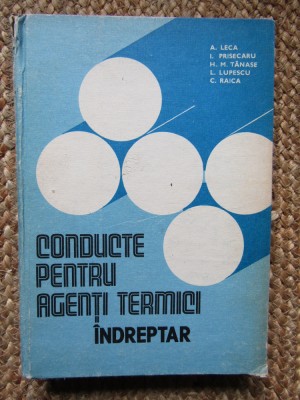 A. LECA
I. PRISECARU
H. M. TĂNASE
L. LUPESCU
C. RAICA
CONDUCTE
PENTRU
AGENȚI TERMICI
ÎNDREPTAR